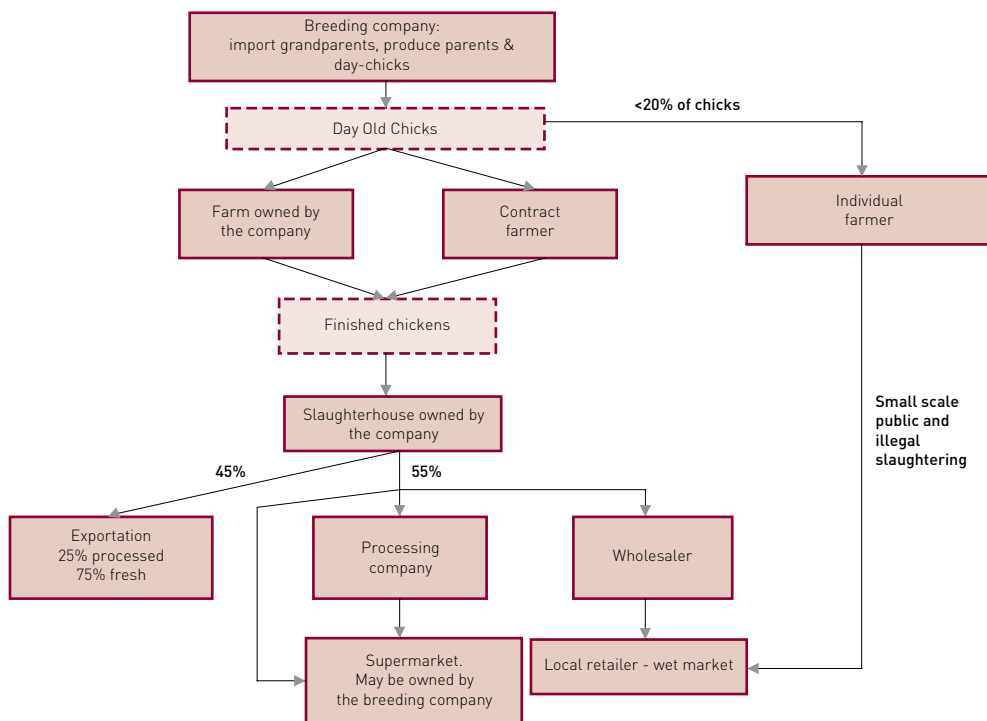 Breeding company:
import grandparents, produce parents &
day-chicks
<20% of chicks
Day Old Chicks
Farm owned by
the company
Contract
farmer
Individual
farmer
Finished chickens
Slaughterhouse owned by
the company
Small scale
public and
illegal
slaughtering
45%
55%
Exportation
25% processed
75% fresh
Processing
company
Wholesaler
Supermarket.
May be owned by
the breeding company
Local retailer - wet market